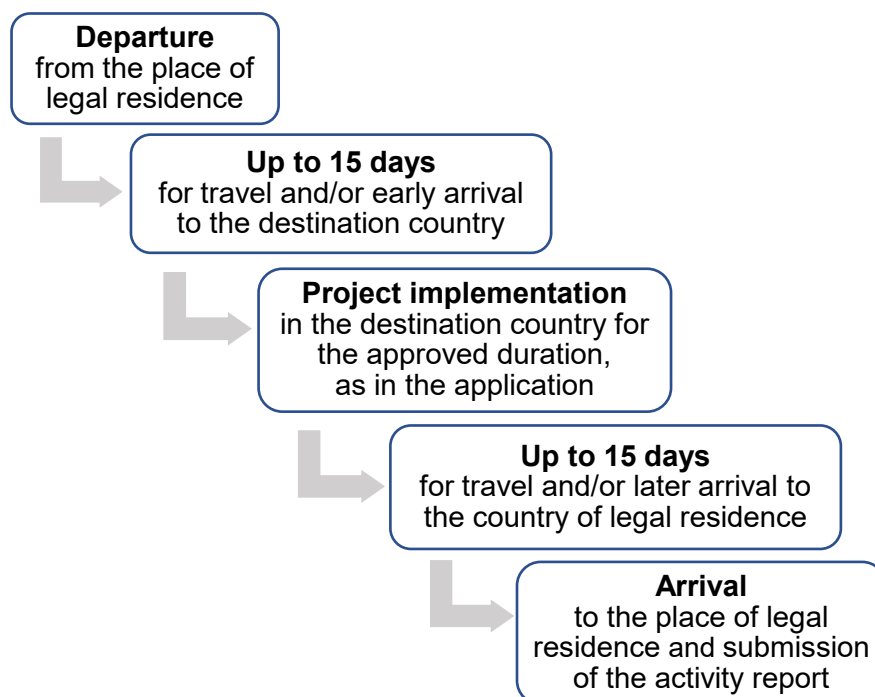 Departure
from the place of
legal residence
Up to 15 days
for travel and/or early arrival
to the destination country
Project implementation
in the destination country for
the approved duration,
as in the application
Up to 15 days
for travel and/or later arrival to
the country of legal residence
Arrival
to the place of legal
residence and submission
of the activity report